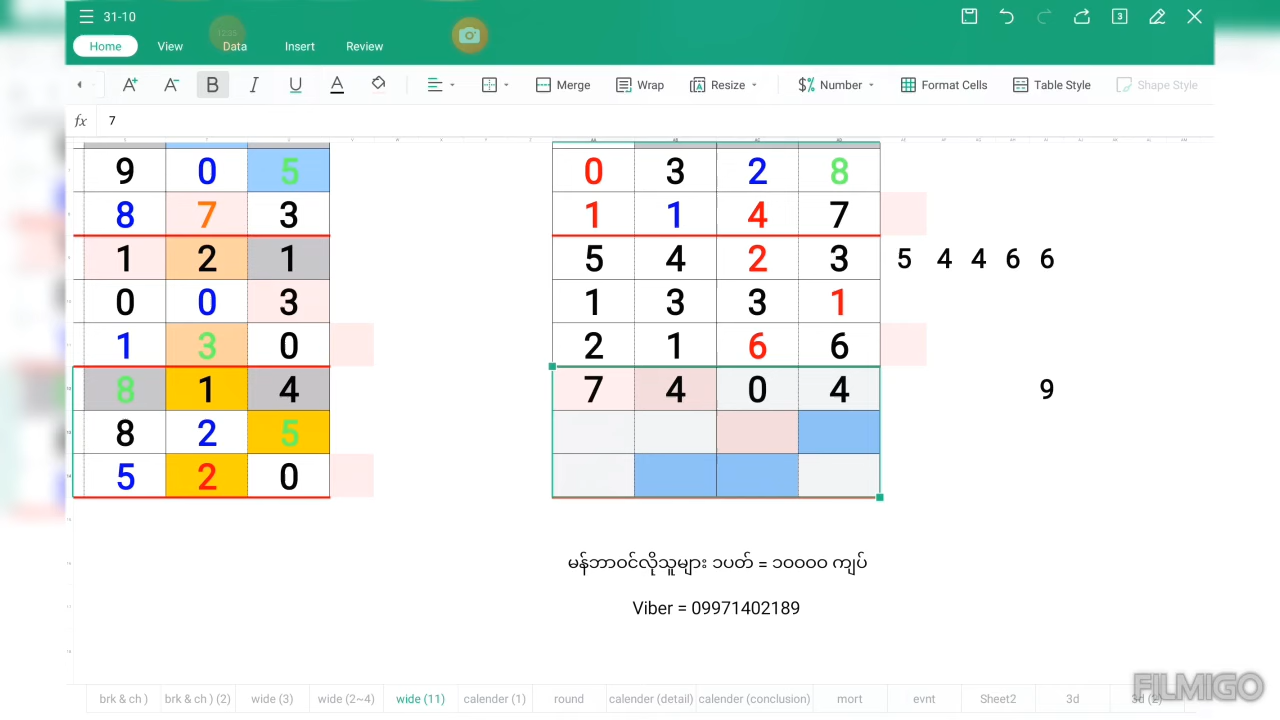 31-10
12:35
3
Home View Data Insert Review
A+ A- B I U A Merge Wrap Resize $% Number Format Cells Table Style Shape Style
fx 7
9 0 5 0 3 2 8
8 7 3 1 1 4 7
1 2 1 5 4 2 3 5 4 4 6 6
0 0 3 1 3 3 1
1 3 0 2 1 6 6
8 1 4 7 4 0 4 9
8 2 5
5 2 0
မန်ဘာဝင်လိုသူများ ၁ပတ် = ၁၀၀၀၀ ကျပ်
Viber = 09971402189
brk & ch ) brk & ch ) (2) wide (3) wide (2~4) wide (11) calender (1) round calender (detail) calender (conclusion) mort evnt Sheet2 3d 3d (2)
FILMIGO